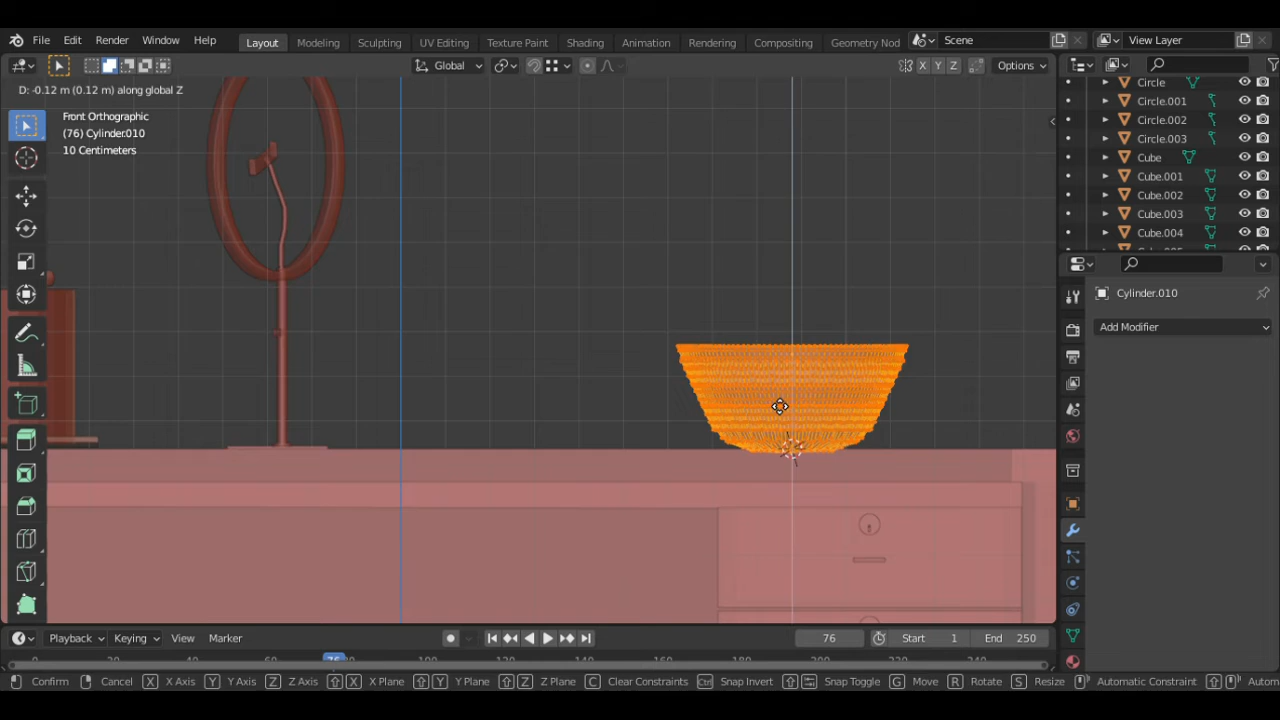 File Edit Render Window Help Layout Modeling Sculpting UV Editing Texture Paint Shading Animation Rendering Compositing Geometry Nod Scene View Layer
Global Options
D: -0.12 m (0.12 m) along global Z
Front Orthographic
(76) Cylinder.010
10 Centimeters
Circle
Circle.001
Circle.002
Circle.003
Cube
Cube.001
Cube.002
Cube.003
Cube.004
Cylinder.010
Add Modifier
Playback Keying View Marker 76 Start 1 End 250
76
Confirm Cancel X X Axis Y Y Axis Z Z Axis X X Plane Y Y Plane Z Z Plane C Clear Constraints Ctrl Snap Invert Snap Toggle G Move R Rotate S Resize Automatic Constraint Autom